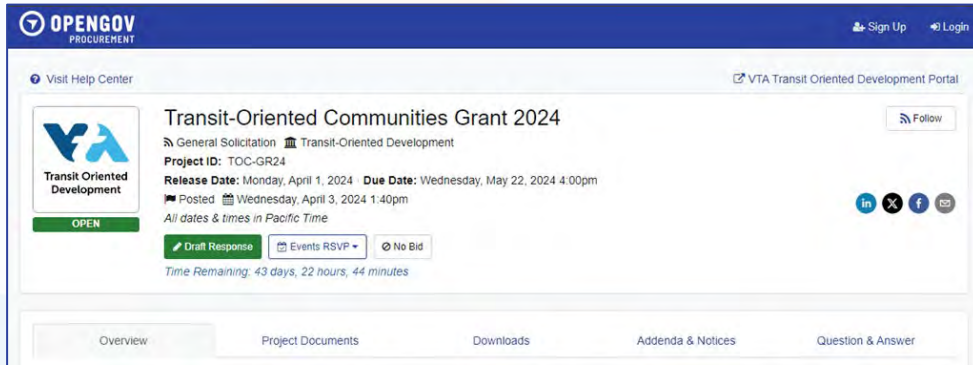 OPENGOV
PROCUREMENT
Sign Up Login
Visit Help Center
VTA Transit Oriented Development Portal
VTA
Transit Oriented
Development
OPEN
Transit-Oriented Communities Grant 2024
Follow
General Solicitation Transit-Oriented Development
Project ID: TOC-GR24
Release Date: Monday, April 1, 2024 · Due Date: Wednesday, May 22, 2024 4:00pm
Posted Wednesday, April 3, 2024 1:40pm
All dates & times in Pacific Time
in X f
Draft Response Events RSVP No Bid
Time Remaining: 43 days, 22 hours, 44 minutes
Overview Project Documents Downloads Addenda & Notices Question & Answer